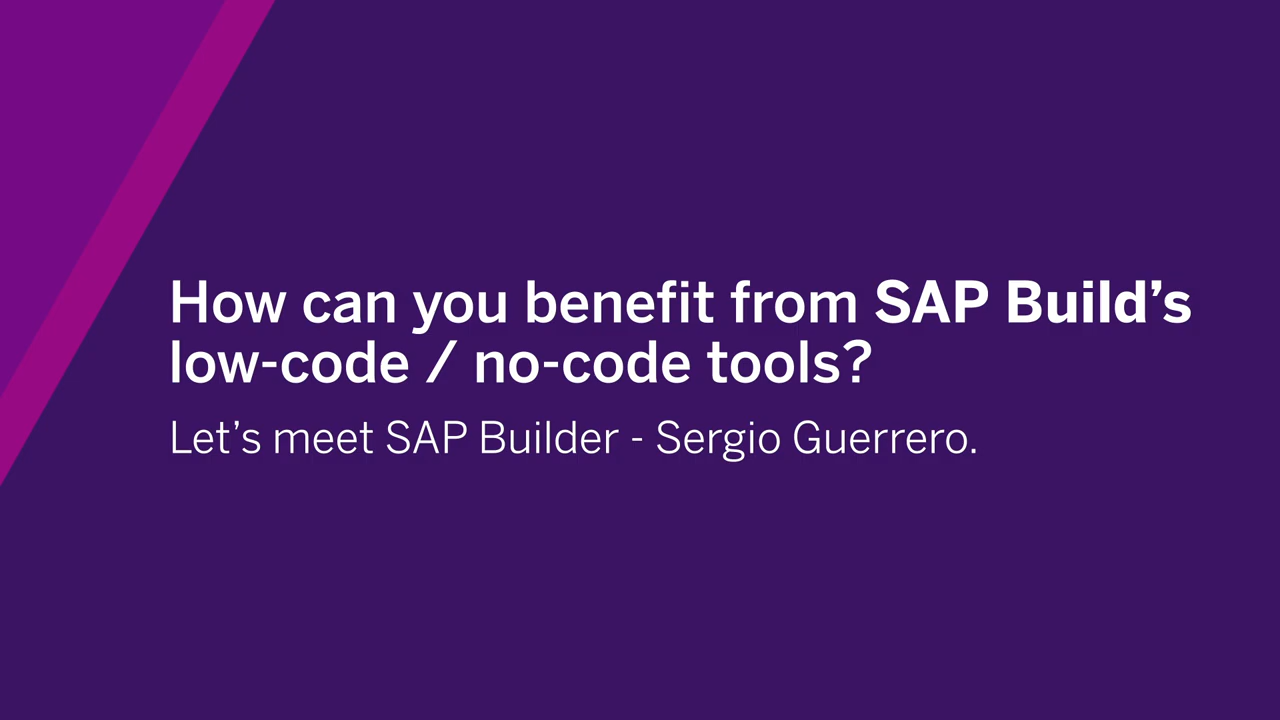 How can you benefit from SAP Build’s
low-code / no-code tools?
Let’s meet SAP Builder - Sergio Guerrero.